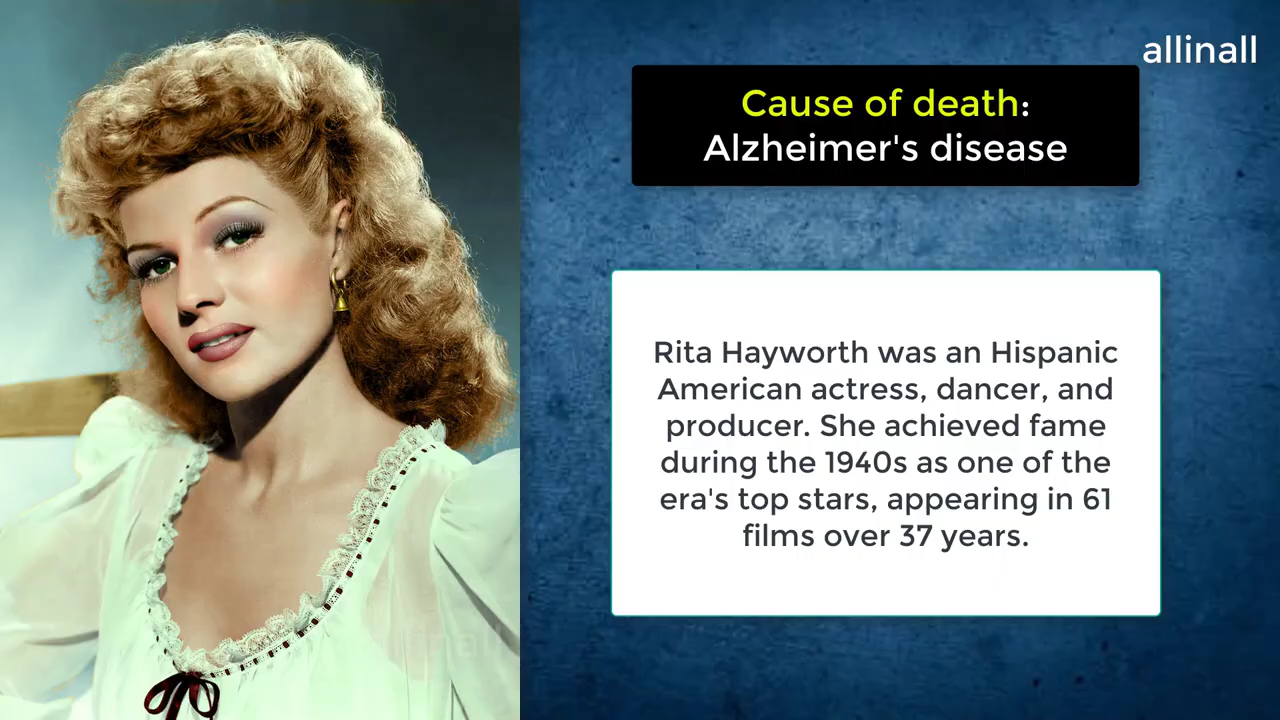 allinall
Cause of death:
Alzheimer's disease
Rita Hayworth was an Hispanic
American actress, dancer, and
producer. She achieved fame
during the 1940s as one of the
era's top stars, appearing in 61
films over 37 years.
allinall